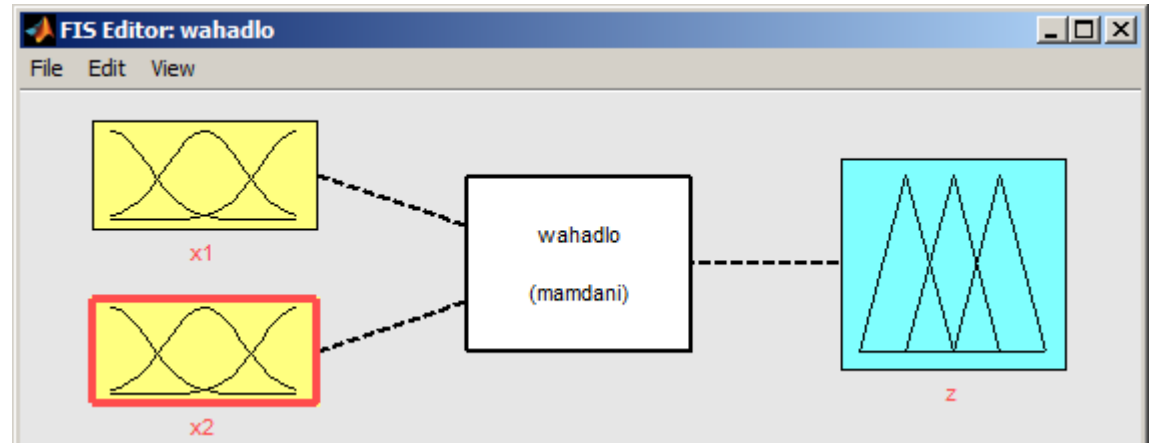 FIS Editor: wahadlo
File Edit View
x1
wahadlo
(mamdani)
z
x2